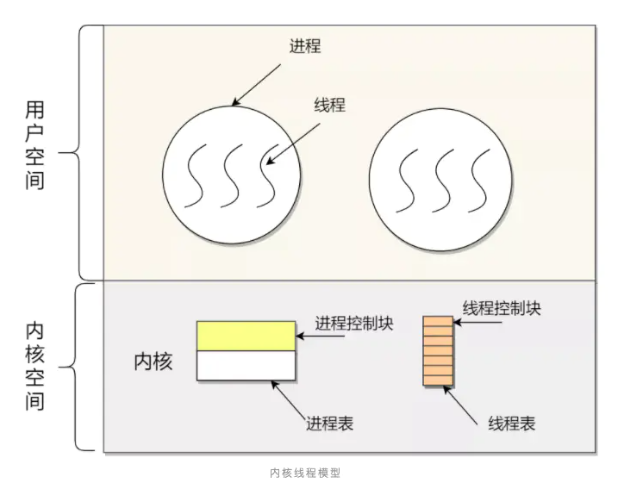 进程
线程
用户空间
线程控制块
进程控制块
内核
内核空间
进程表
线程表
内核线程模型